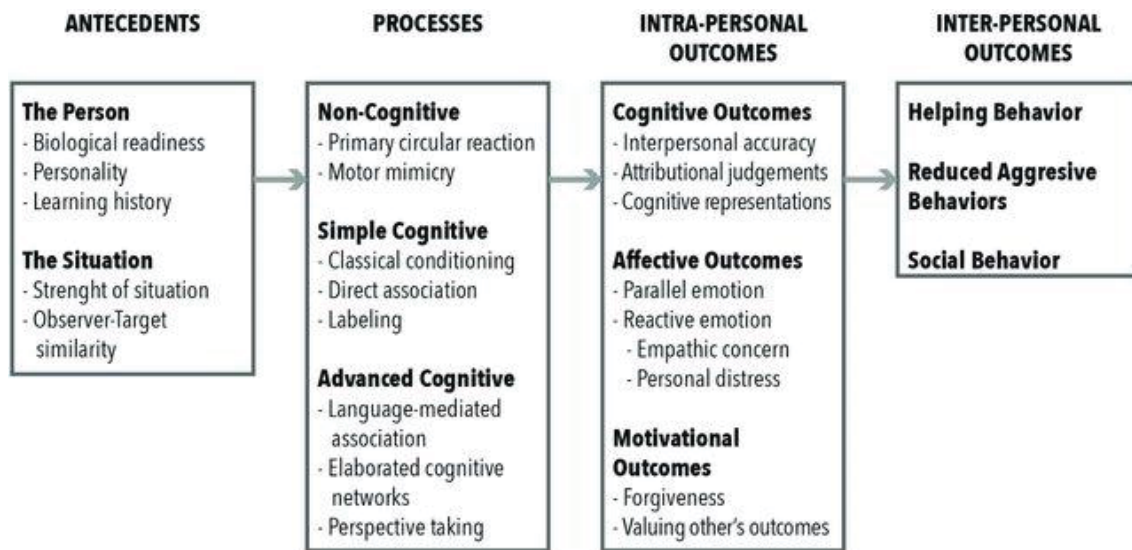 ANTECEDENTS
The Person
- Biological readiness
- Personality
- Learning history
The Situation
- Strenght of situation
- Observer-Target
similarity
PROCESSES
Non-Cognitive
- Primary circular reaction
- Motor mimicry
Simple Cognitive
- Classical conditioning
- Direct association
- Labeling
Advanced Cognitive
- Language-mediated
association
- Elaborated cognitive
networks
- Perspective taking
INTRA-PERSONAL
OUTCOMES
Cognitive Outcomes
- Interpersonal accuracy
- Attributional judgements
- Cognitive representations
Affective Outcomes
- Parallel emotion
- Reactive emotion
- Empathic concern
- Personal distress
Motivational
Outcomes
- Forgiveness
- Valuing other's outcomes
INTER-PERSONAL
OUTCOMES
Helping Behavior
Reduced Aggresive
Behaviors
Social Behavior